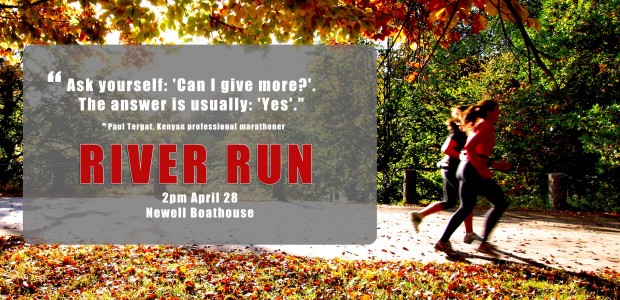 “ Ask yourself: 'Can I give more?'.
The answer is usually: 'Yes'."
-Paul Tergat, Kenyan professional marathoner
RIVER RUN
2pm April 28
Newell Boathouse